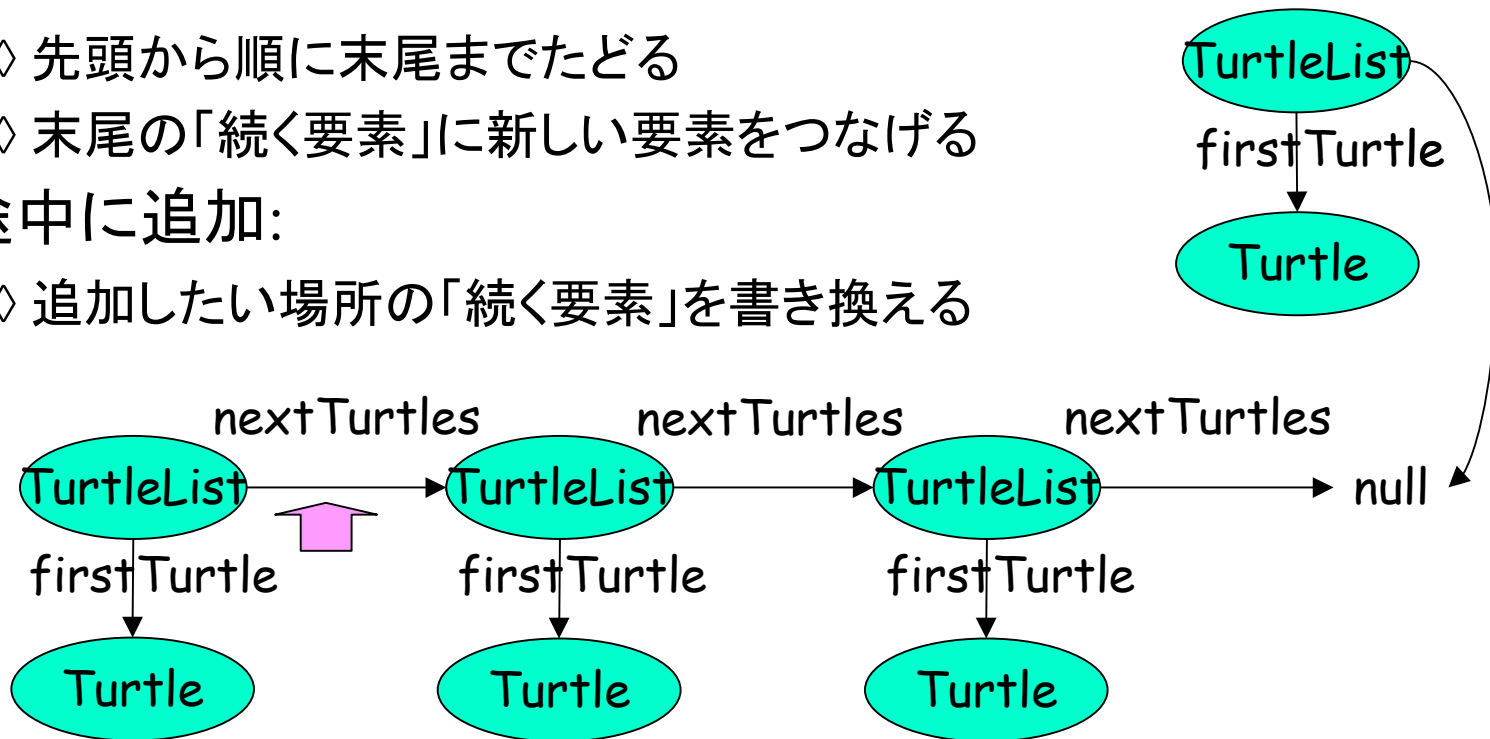 ◊ 先頭から順に末尾までたどる
◊ 末尾の「続く要素」に新しい要素をつなげる
途中に追加:
◊ 追加したい場所の「続く要素」を書き換える
TurtleList
firstTurtle
Turtle
nextTurtles nextTurtles nextTurtles
TurtleList TurtleList TurtleList null
firstTurtle firstTurtle firstTurtle
Turtle Turtle Turtle